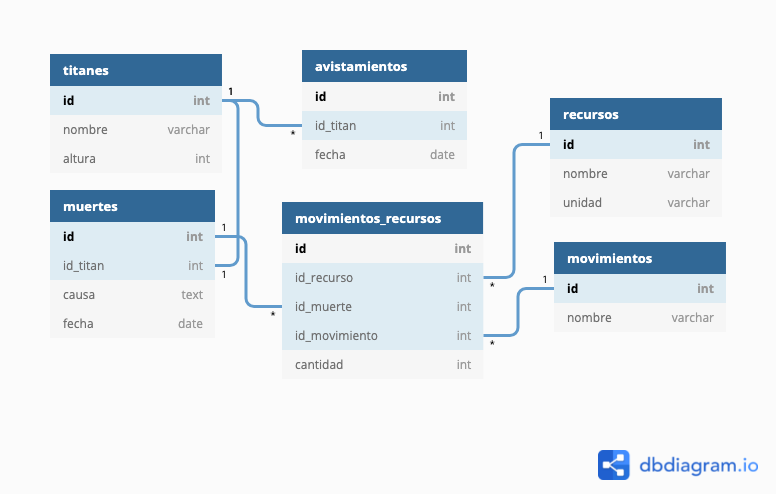 titanes
id int
nombre varchar
altura int
1
avistamientos
id int
id_titan int
fecha date
*
recursos
id int
nombre varchar
unidad varchar
1
muertes
id int
id_titan int
causa text
fecha date
1
1
movimientos_recursos
id int
id_recurso int
id_muerte int
id_movimiento int
cantidad int
*
*
*
movimientos
id int
nombre varchar
1
dbdiagram.io